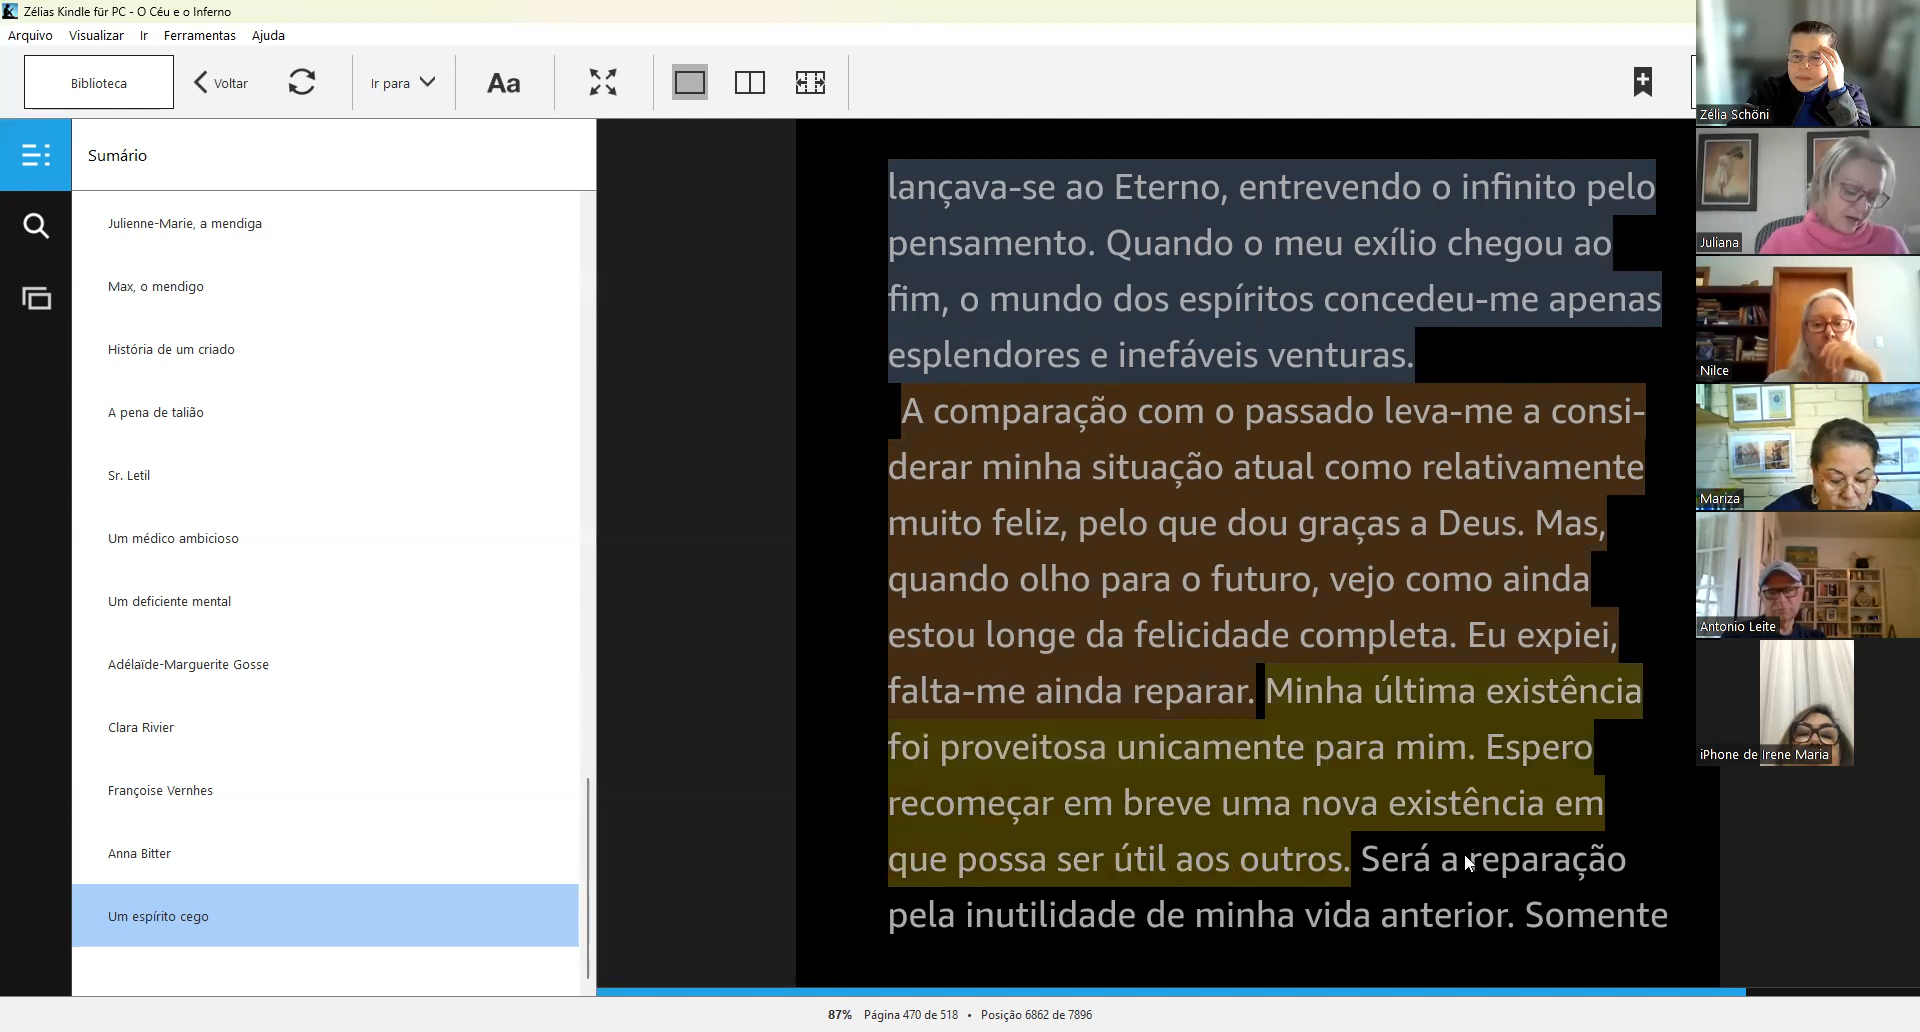 Zélias Kindle für PC - O Céu e o Inferno
Arquivo Visualizar Ir Ferramentas Ajuda
Biblioteca Voltar Ir para Aa
Sumário
Julienne-Marie, a mendiga
Max, o mendigo
História de um criado
A pena de talião
Sr. Letil
Um médico ambicioso
Um deficiente mental
Adélaïde-Marguerite Gosse
Clara Rivier
Françoise Vernhes
Anna Bitter
Um espírito cego
lançava-se ao Eterno, entrevendo o infinito pelo
pensamento. Quando o meu exílio chegou ao
fim, o mundo dos espíritos concedeu-me apenas
esplendores e inefáveis venturas.
A comparação com o passado leva-me a consi-
derar minha situação atual como relativamente
muito feliz, pelo que dou graças a Deus. Mas,
quando olho para o futuro, vejo como ainda
estou longe da felicidade completa. Eu expiei,
falta-me ainda reparar. Minha última existência
foi proveitosa unicamente para mim. Espero
recomeçar em breve uma nova existência em
que possa ser útil aos outros. Será a reparação
pela inutilidade de minha vida anterior. Somente
87% Página 470 de 518 • Posição 6862 de 7896
Zélia Schöni
Juliana
Nilce
Mariza
Antonio Leite
iPhone de Irene Maria